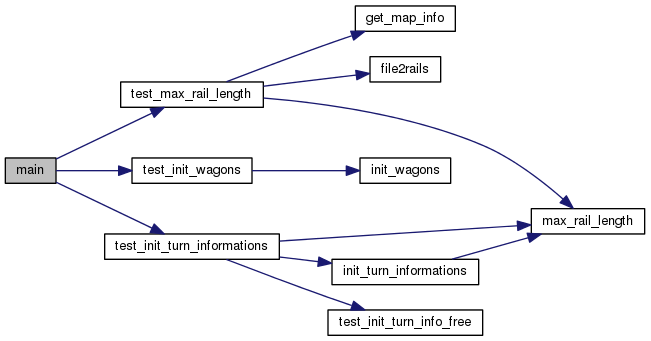 get_map_info
file2rails
test_max_rail_length
main
test_init_wagons
init_wagons
max_rail_length
test_init_turn_informations
init_turn_informations
test_init_turn_info_free